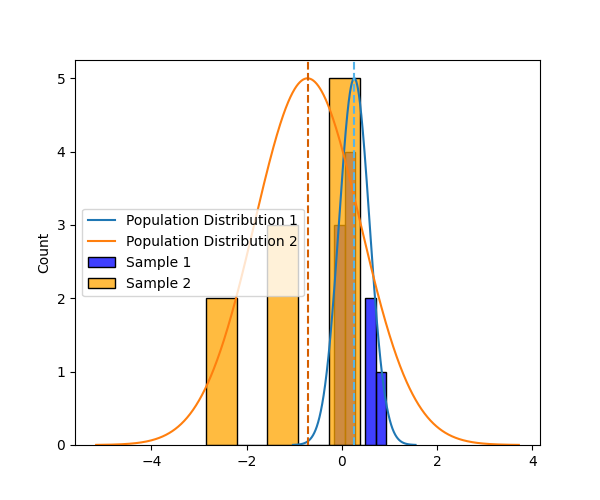 5
4
3
2
1
0
Count
Population Distribution 1
Population Distribution 2
Sample 1
Sample 2
−4 −2 0 2 4